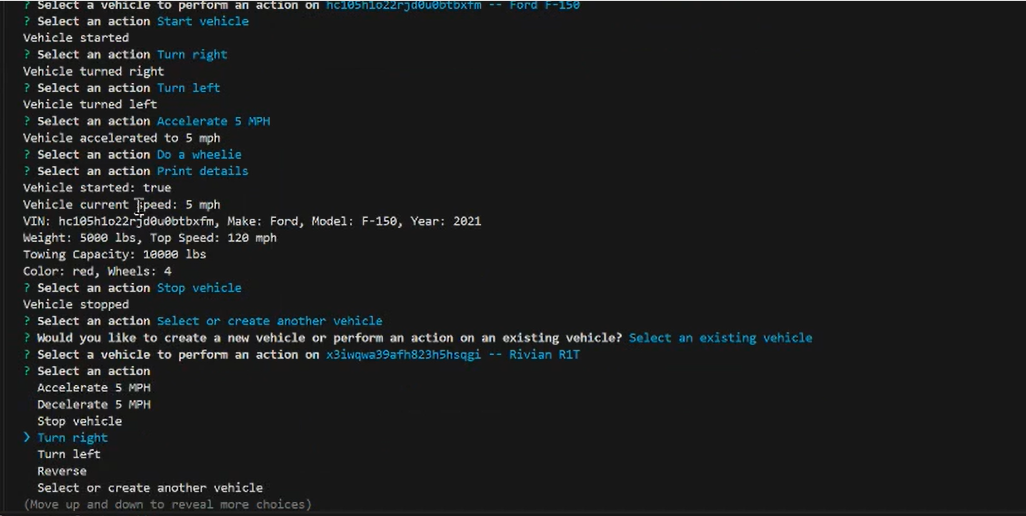 ? Select a vehicle to perform an action on hc105h1o22rjd0u0btbxfm -- Ford F-150
? Select an action Start vehicle
Vehicle started
? Select an action Turn right
Vehicle turned right
? Select an action Turn left
Vehicle turned left
? Select an action Accelerate 5 MPH
Vehicle accelerated to 5 mph
? Select an action Do a wheelie
? Select an action Print details
Vehicle started: true
Vehicle current speed: 5 mph
VIN: hc105h1o22rjd0u0btbxfm, Make: Ford, Model: F-150, Year: 2021
Weight: 5000 lbs, Top Speed: 120 mph
Towing Capacity: 10000 lbs
Color: red, Wheels: 4
? Select an action Stop vehicle
Vehicle stopped
? Select an action Select or create another vehicle
? Would you like to create a new vehicle or perform an action on an existing vehicle? Select an existing vehicle
? Select a vehicle to perform an action on x3iwqwa39afh823h5hsqgi -- Rivian R1T
? Select an action
Accelerate 5 MPH
Decelerate 5 MPH
Stop vehicle
❯ Turn right
Turn left
Reverse
Select or create another vehicle
(Move up and down to reveal more choices)